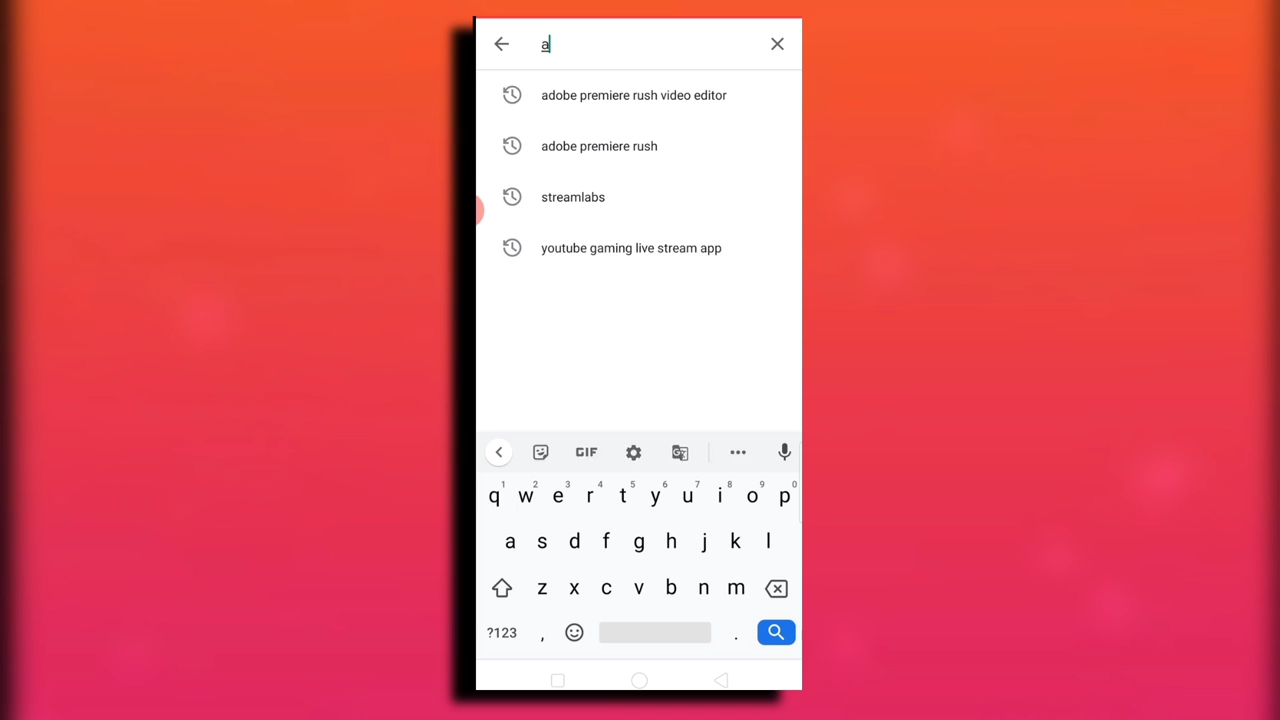 a
adobe premiere rush video editor
adobe premiere rush
streamlabs
youtube gaming live stream app
GIF
1 2 3 4 5 6 7 8 9 0
q w e r t y u i o p
a s d f g h j k l
z x c v b n m
?123 , .